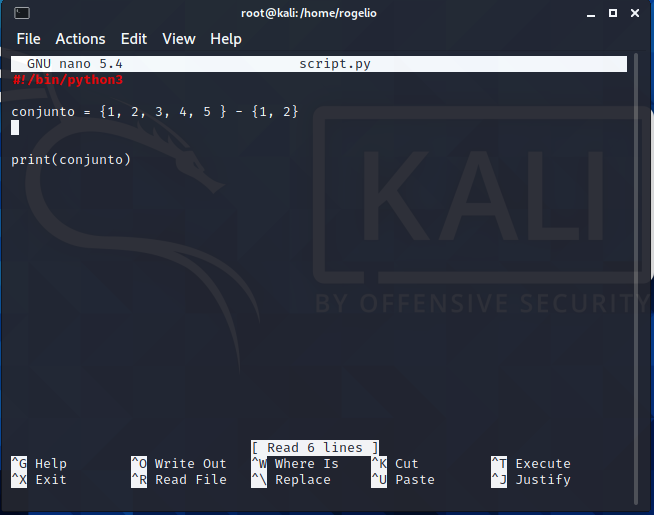 root@kali:/home/rogelio
File Actions Edit View Help
GNU nano 5.4 script.py
#!/bin/python3
conjunto = {1, 2, 3, 4, 5 } - {1, 2}
print(conjunto)
KALI
BY OFFENSIVE SECURITY
[ Read 6 lines ]
^G Help ^O Write Out ^W Where Is ^K Cut ^T Execute
^X Exit ^R Read File ^\ Replace ^U Paste ^J Justify